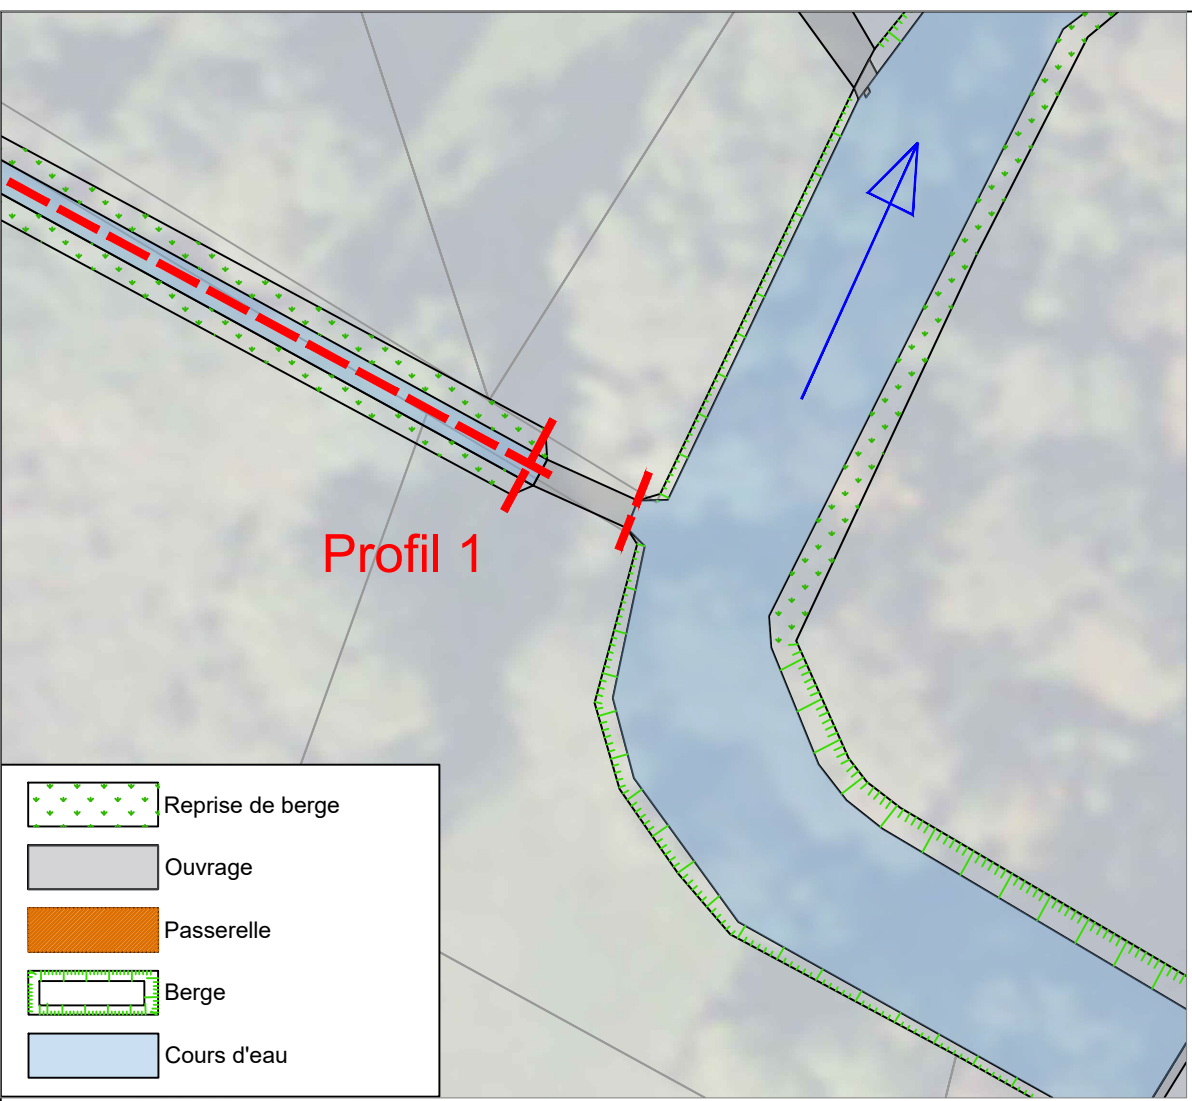 Profil 1
Reprise de berge
Ouvrage
Passerelle
Berge
Cours d'eau